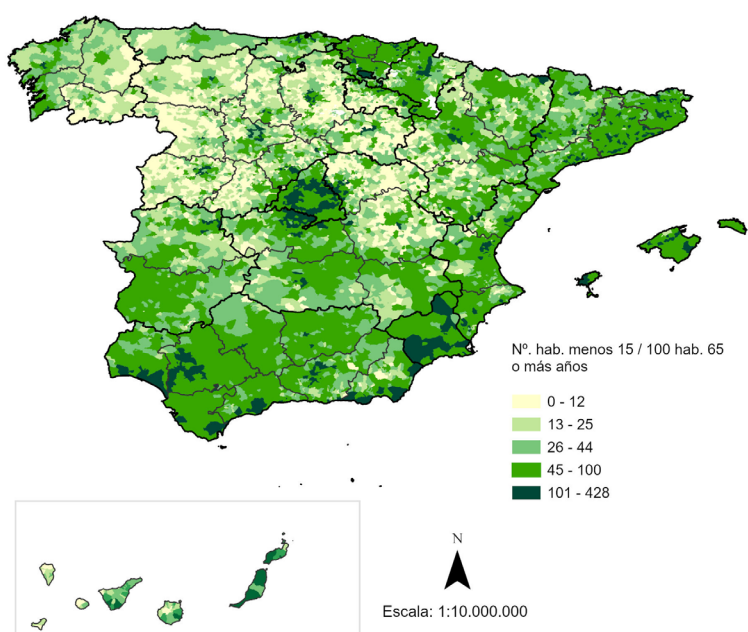 Nº. hab. menos 15 / 100 hab. 65
o más años
0 - 12
13 - 25
26 - 44
45 - 100
101 - 428
N
Escala: 1:10.000.000